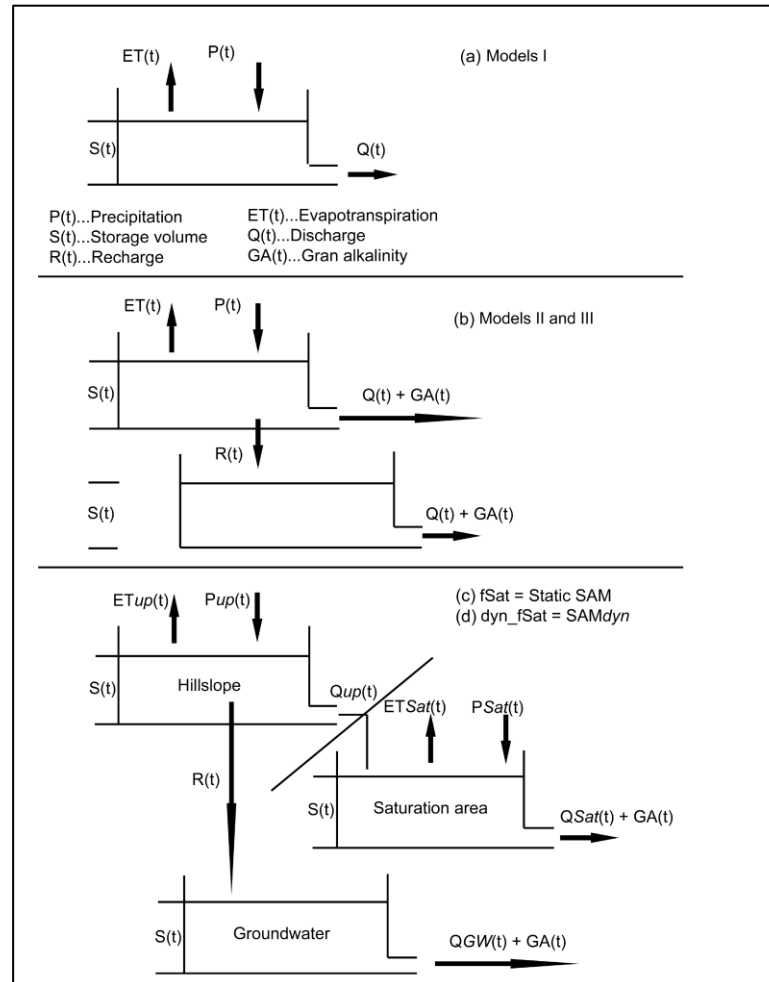 ET(t) P(t) (a) Models I
S(t) Q(t)
P(t)...Precipitation ET(t)...Evapotranspiration
S(t)...Storage volume Q(t)...Discharge
R(t)...Recharge GA(t)...Gran alkalinity
ET(t) P(t) (b) Models II and III
S(t) Q(t) + GA(t)
R(t)
S(t) Q(t) + GA(t)
ETup(t) Pup(t) (c) fSat = Static SAM
(d) dyn_fSat = SAMdyn
S(t) Hillslope Qup(t)
ETSat(t) PSat(t)
R(t)
S(t) Saturation area QSat(t) + GA(t)
S(t) Groundwater QGW(t) + GA(t)